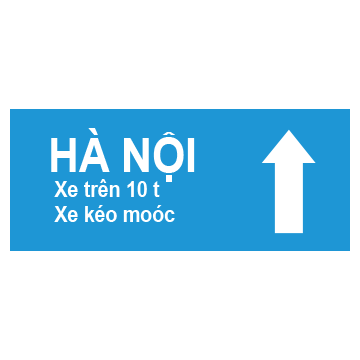 HÀ NỘI
Xe trên 10 t
Xe kéo moóc